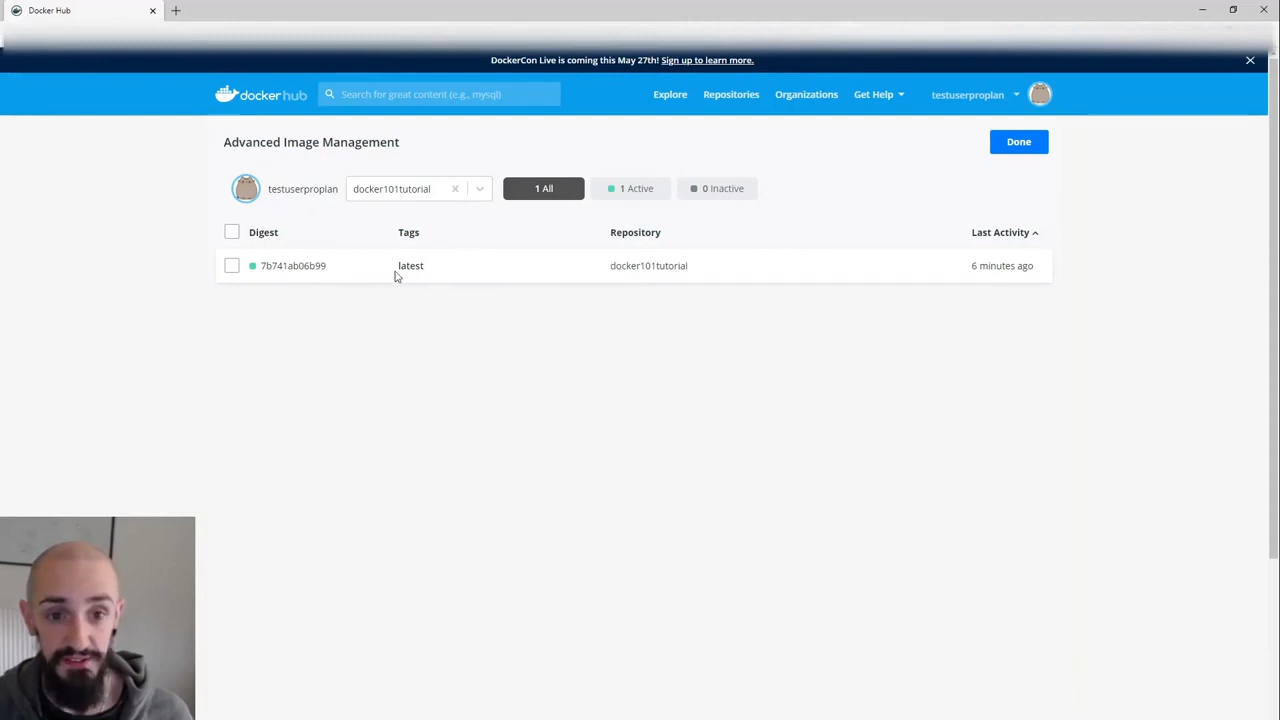 Docker Hub
DockerCon Live is coming this May 27th! Sign up to learn more.
dockerhub
Search for great content (e.g., mysql)
Explore
Repositories
Organizations
Get Help
testuserproplan
Advanced Image Management
Done
testuserproplan
docker101tutorial
1 All
1 Active
0 Inactive
Digest
Tags
Repository
Last Activity
7b741ab06b99
latest
docker101tutorial
6 minutes ago